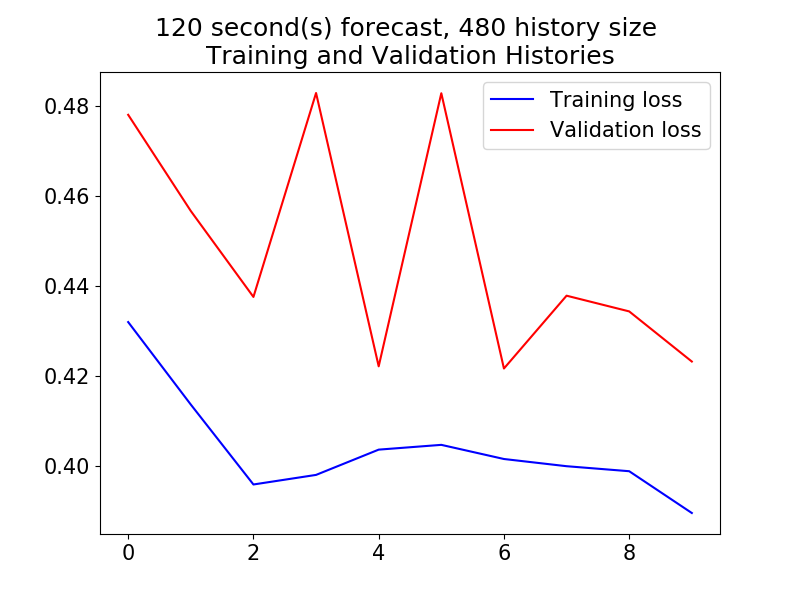 120 second(s) forecast, 480 history size
Training and Validation Histories
Training loss
Validation loss
0.48
0.46
0.44
0.42
0.40
0 2 4 6 8